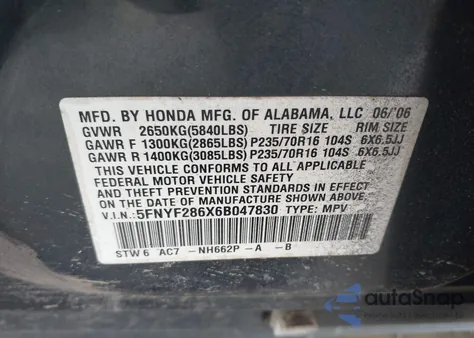 MFD. BY HONDA MFG. OF ALABAMA, LLC 06/06
GVWR 2650KG(5840LBS) TIRE SIZE RIM SIZE
GAWR F 1300KG(2865LBS) P235/70R16 104S 6X6.5JJ
GAWR R 1400KG(3085LBS) P235/70R16 104S 6X6.5JJ
THIS VEHICLE CONFORMS TO ALL APPLICABLE
FEDERAL MOTOR VEHICLE SAFETY STANDARDS IN EFFECT
ON THE DATE OF MANUFACTURE SHOWN ABOVE.
V.I.N.: 5FNYF286X6B047830 TYPE: MPV
STW6 AC7 -NH662P -A -B
autoSnap